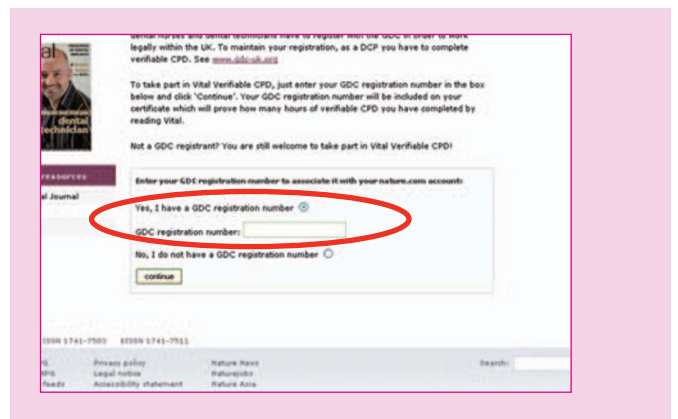 dental nurses and dental technicians have to register with the GDC in order to work
legally within the UK. To maintain your registration, as a DCP you have to complete
verifiable CPD. See www.gdc-uk.org
To take part in Vital Verifiable CPD, just enter your GDC registration number in the box
below and click 'Continue'. Your GDC registration number will be included on your
certificate which will prove how many hours of verifiable CPD you have completed by
reading Vital.
Not a GDC registrant? You are still welcome to take part in Vital Verifiable CPD!
al
dental
technician
resources
al Journal
Enter your GDC registration number to associate it with your nature.com account:
Yes, I have a GDC registration number
GDC registration number:
No, I do not have a GDC registration number
continue
ISSN 1741-7503 EISSN 1741-7511
Privacy policy Nature News Search:
Legal notice Naturejobs
feeds Accessibility statement Nature Asia